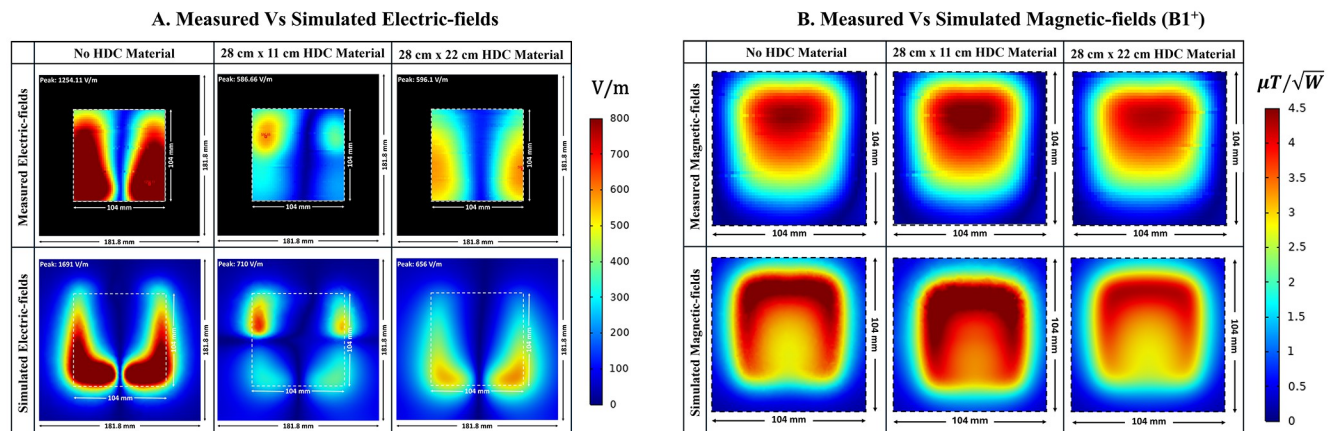 A. Measured Vs Simulated Electric-fields
No HDC Material
28 cm x 11 cm HDC Material
28 cm x 22 cm HDC Material
Measured Electric-fields
Peak: 1254.11 V/m
104 mm
104 mm
181.8 mm
181.8 mm
Peak: 586.66 V/m
104 mm
104 mm
181.8 mm
181.8 mm
Peak: 596.1 V/m
104 mm
104 mm
181.8 mm
181.8 mm
Simulated Electric-fields
Peak: 1691 V/m
104 mm
104 mm
181.8 mm
181.8 mm
Peak: 710 V/m
104 mm
104 mm
181.8 mm
181.8 mm
Peak: 656 V/m
104 mm
104 mm
181.8 mm
181.8 mm
V/m
800
700
600
500
400
300
200
100
0
B. Measured Vs Simulated Magnetic-fields (B1⁺)
No HDC Material
28 cm x 11 cm HDC Material
28 cm x 22 cm HDC Material
Measured Magnetic-fields
104 mm
104 mm
104 mm
104 mm
104 mm
104 mm
Simulated Magnetic-fields
104 mm
104 mm
104 mm
104 mm
104 mm
104 mm
μT/√W
4.5
4
3.5
3
2.5
2
1.5
1
0.5
0